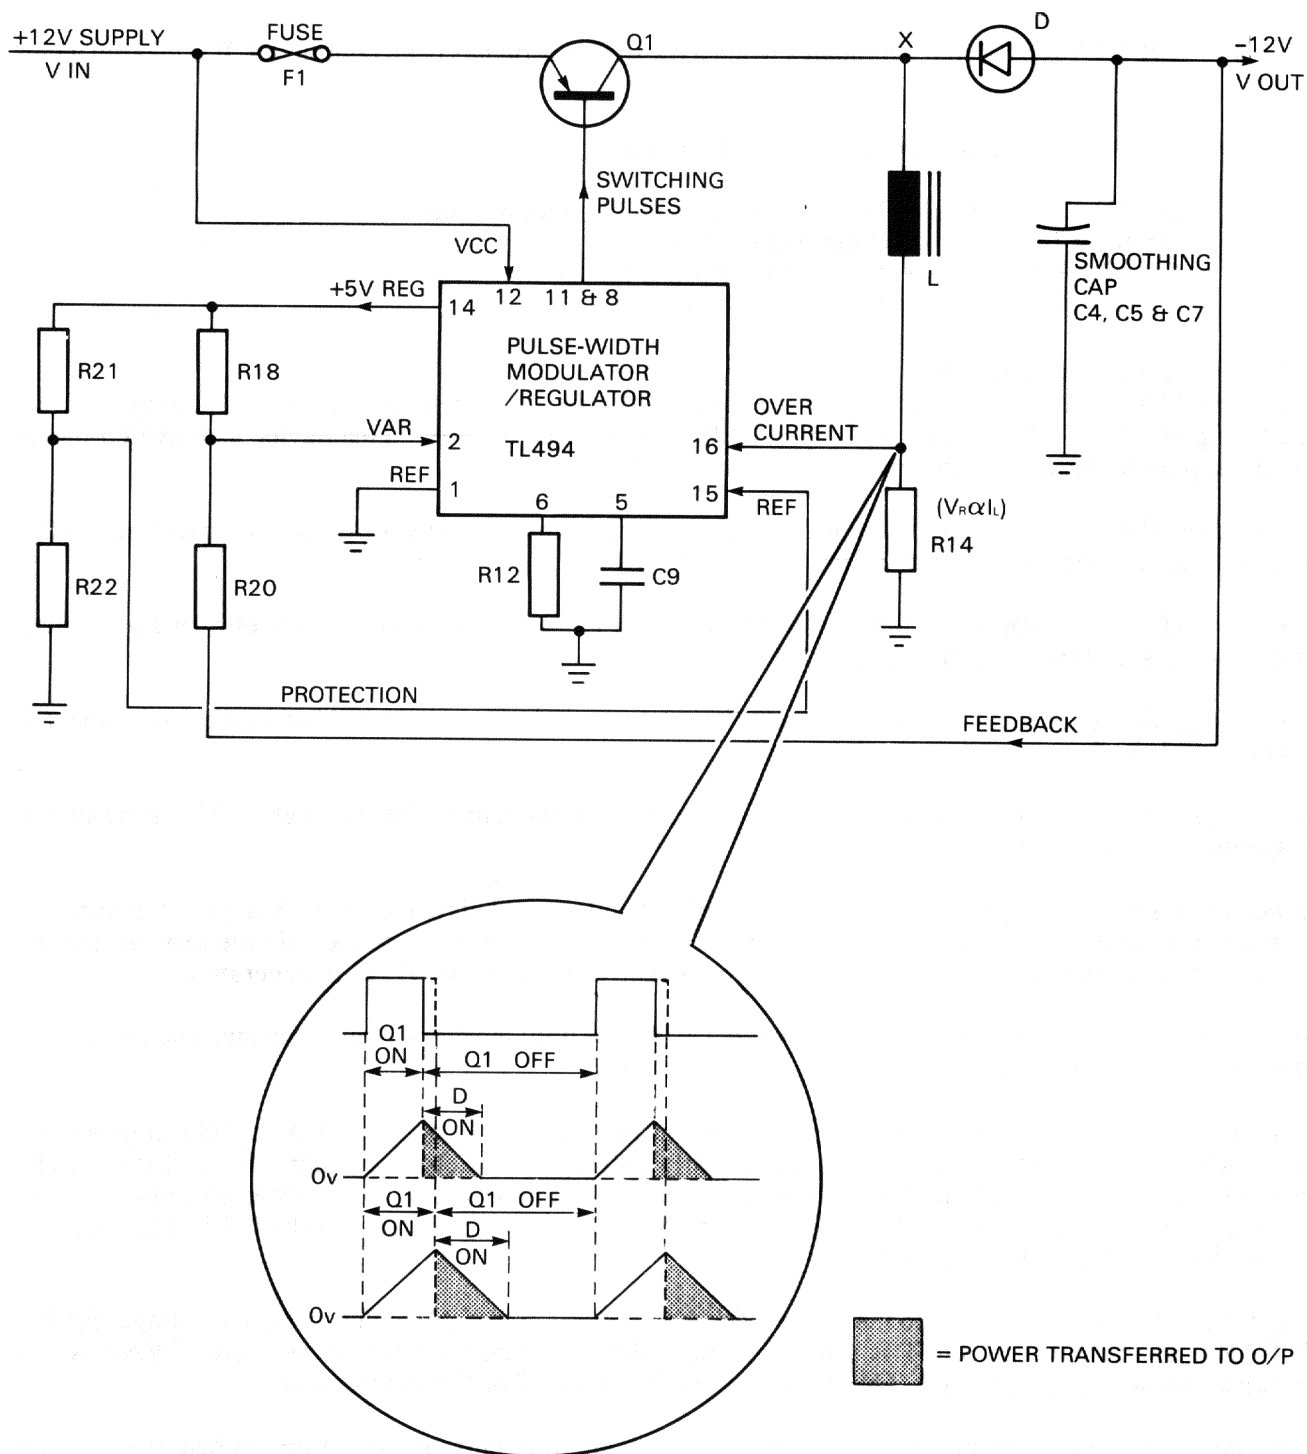 +12V SUPPLY
V IN
FUSE
F1
Q1
X
D
–12V
V OUT
SWITCHING
PULSES
L
SMOOTHING
CAP
C4, C5 & C7
VCC
+5V REG
14
12
11 & 8
PULSE-WIDTH
MODULATOR
/REGULATOR
TL494
R21
R18
VAR
2
REF
1
OVER
CURRENT
16
15
REF
6
5
(VRαIL)
R14
R22
R20
R12
C9
PROTECTION
FEEDBACK
Q1
ON
Q1 OFF
D
ON
0v
Q1
ON
Q1 OFF
D
ON
0v
= POWER TRANSFERRED TO O/P